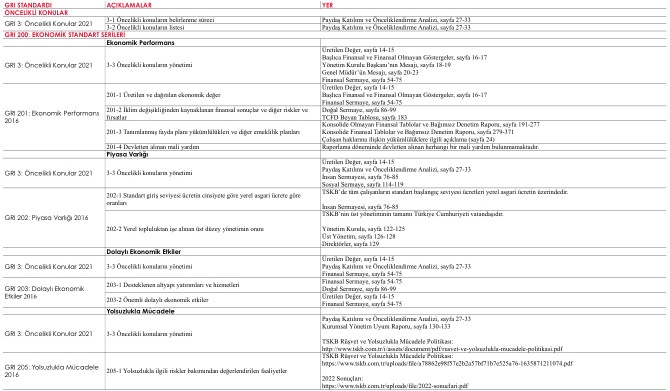 GRI STANDARDI AÇIKLAMALAR YER
ÖNCELİKLİ KONULAR
GRI 3: Öncelikli Konular 2021
3-1 Öncelikli konuların belirlenme süreci Paydaş Katılımı ve Önceliklendirme Analizi, sayfa 27-33
3-2 Öncelikli konuların listesi Paydaş Katılımı ve Önceliklendirme Analizi, sayfa 27-33
GRI 200: EKONOMİK STANDART SERİLERİ
Ekonomik Performans
GRI 3: Öncelikli Konular 2021
3-3 Öncelikli konuların yönetimi
Üretilen Değer, sayfa 14-15
Başlıca Finansal ve Finansal Olmayan Göstergeler, sayfa 16-17
Yönetim Kurulu Başkanı’nın Mesajı, sayfa 18-19
Genel Müdür’ün Mesajı, sayfa 20-23
Finansal Sermaye, sayfa 54-75
GRI 201: Ekonomik Performans
2016
201-1 Üretilen ve dağıtılan ekonomik değer
Üretilen Değer, sayfa 14-15
Başlıca Finansal ve Finansal Olmayan Göstergeler, sayfa 16-17
Finansal Sermaye, sayfa 54-75
201-2 İklim değişikliğinden kaynaklanan finansal sonuçlar ve diğer riskler ve
fırsatlar
Doğal Sermaye, sayfa 86-99
TCFD Beyan Tablosu, sayfa 183
201-3 Tanımlanmış fayda planı yükümlülükleri ve diğer emeklilik planları
Konsolide Olmayan Finansal Tablolar ve Bağımsız Denetim Raporu, sayfa 191-277
Konsolide Finansal Tablolar ve Bağımsız Denetim Raporu, sayfa 279-371
Çalışan haklarına ilişkin yükümlülüklere ilgili açıklama (sayfa 24)
201-4 Devletten alınan mali yardım Raporlama döneminde devletten alınan herhangi bir mali yardım bulunmamaktadır.
Piyasa Varlığı
GRI 3: Öncelikli Konular 2021
3-3 Öncelikli konuların yönetimi
Üretilen Değer, sayfa 14-15
Paydaş Katılımı ve Önceliklendirme Analizi, sayfa 27-33
İnsan Sermayesi, sayfa 76-85
Sosyal Sermaye, sayfa 114-119
GRI 202: Piyasa Varlığı 2016
202-1 Standart giriş seviyesi ücretin cinsiyete göre yerel asgari ücrete göre
oranları
TSKB’de tüm çalışanların standart başlangıç seviyesi ücretleri yerel asgari ücretin üzerindedir.
İnsan Sermayesi, sayfa 76-85
202-2 Yerel topluluktan işe alınan üst düzey yönetimin oranı
TSKB’nin üst yönetiminin tamamı Türkiye Cumhuriyeti vatandaşıdır.
Yönetim Kurulu, sayfa 122-125
Üst Yönetim, sayfa 126-128
Direktörler, sayfa 129
Dolaylı Ekonomik Etkiler
GRI 3: Öncelikli Konular 2021
3-3 Öncelikli konuların yönetimi
Üretilen Değer, sayfa 14-15
Paydaş Katılımı ve Önceliklendirme Analizi, sayfa 27-33
Finansal Sermaye, sayfa 54-75
GRI 203: Dolaylı Ekonomik
Etkiler 2016
203-1 Desteklenen altyapı yatırımları ve hizmetler
Finansal Sermaye, sayfa 54-75
Doğal Sermaye, sayfa 86-99
203-2 Önemli dolaylı ekonomik etkiler
Üretilen Değer, sayfa 14-15
Finansal Sermaye, sayfa 54-75
Yolsuzlukla Mücadele
GRI 3: Öncelikli Konular 2021
3-3 Öncelikli konuların yönetimi
Paydaş Katılımı ve Önceliklendirme Analizi, sayfa 27-33
Kurumsal Yönetim Uyum Raporu, sayfa 130-133
TSKB Rüşvet ve Yolsuzlukla Mücadele Politikası:
http://www.tskb.com.tr/i/assets/document/pdf/rusvet-ve-yolsuzlukla-mucadele-politikasi.pdf
GRI 205: Yolsuzlukla Mücadele
2016
205-1 Yolsuzlukla ilgili riskler bakımından değerlendirilen faaliyetler
TSKB Rüşvet ve Yolsuzlukla Mücadele Politikası:
https://www.tskb.com.tr/uploads/file/a78862e98f57e2b2a57bf71b7e525a76-1635871211074.pdf
2022 Sonuçları:
https://www.tskb.com.tr/uploads/file/2022-sonuclari.pdf